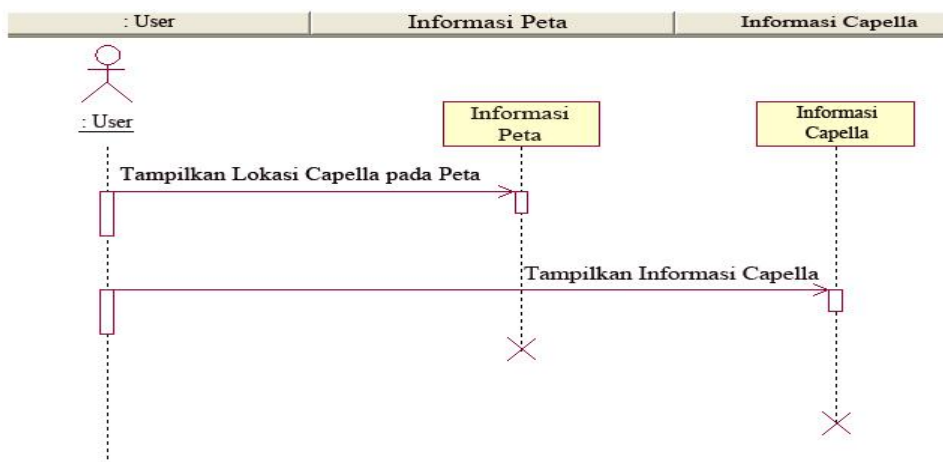 : User
Informasi Peta
Informasi Capella
: User
Informasi
Peta
Informasi
Capella
Tampilkan Lokasi Capella pada Peta
Tampilkan Informasi Capella